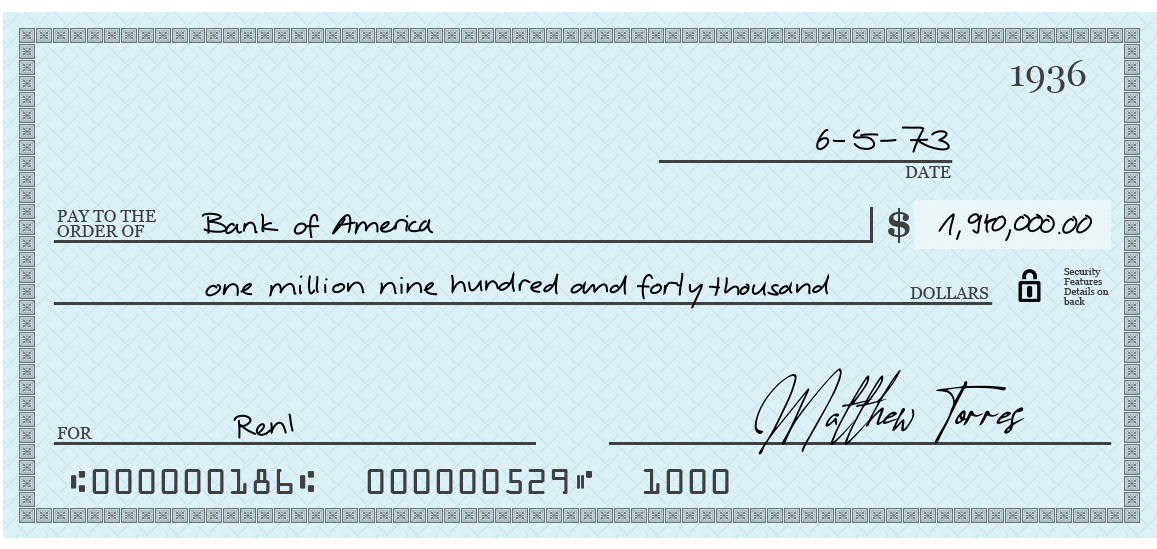 1936
6-5-73
DATE
PAY TO THE
ORDER OF Bank of America $ 1,940,000.00
one million nine hundred and forty thousand DOLLARS
Security
Features
Details on
back
FOR Renl Matthew Torres
⑆000000186⑆ 000000529⑈ 1000